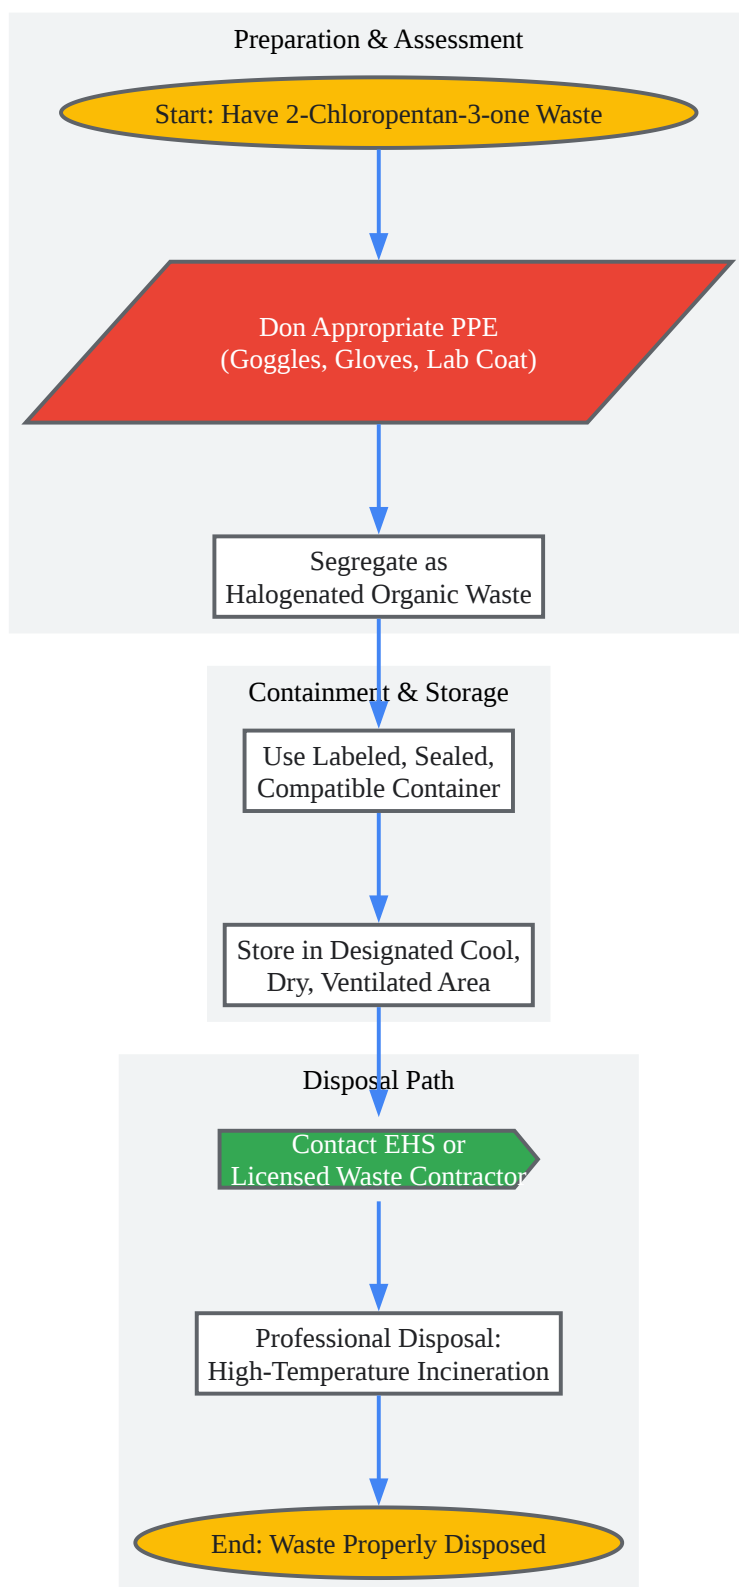 Preparation & Assessment
Start: Have 2-Chloropentan-3-one Waste
Don Appropriate PPE
(Goggles, Gloves, Lab Coat)
Segregate as
Halogenated Organic Waste
Containment & Storage
Use Labeled, Sealed,
Compatible Container
Store in Designated Cool,
Dry, Ventilated Area
Disposal Path
Contact EHS or
Licensed Waste Contractor
Professional Disposal:
High-Temperature Incineration
End: Waste Properly Disposed